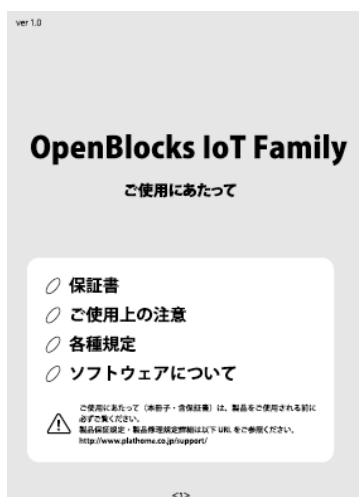 ver 1.0
OpenBlocks IoT Family
ご使用にあたって
保証書
ご使用上の注意
各種規定
ソフトウェアについて
ご使用にあたって（本冊子・含保証書）は、製品をご使用される前に
必ずご覧ください。
製品保証規定・製品修理規定詳細は以下 URL をご参照ください。
http://www.plathome.co.jp/support/
<1>